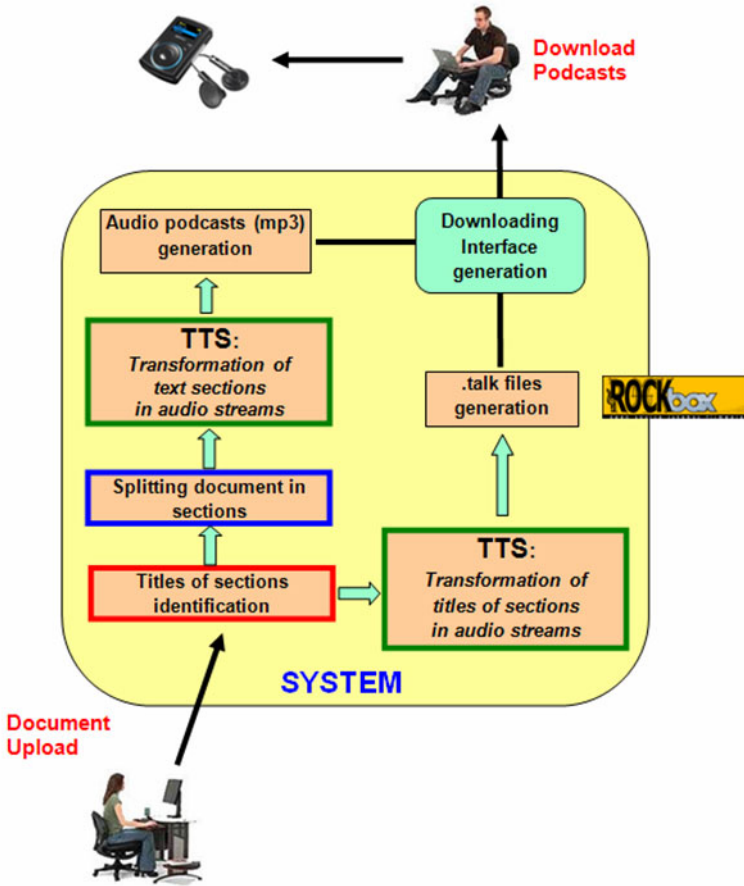 Download
Podcasts
Audio podcasts (mp3)
generation
Downloading
Interface
generation
TTS:
Transformation of
text sections
in audio streams
.talk files
generation
ROCKbox
Splitting document in
sections
TTS:
Transformation of
titles of sections
in audio streams
Titles of sections
identification
SYSTEM
Document
Upload